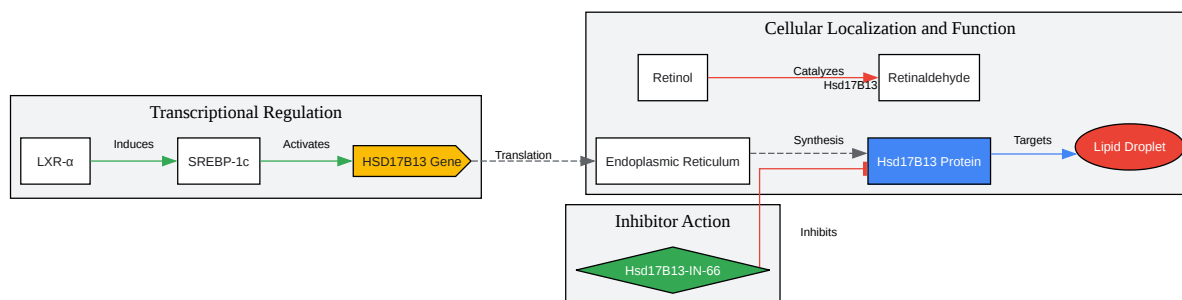 Cellular Localization and Function
Retinol
Catalyzes
Hsd17B13
Retinaldehyde
Transcriptional Regulation
LXR-α
Induces
SREBP-1c
Activates
HSD17B13 Gene
Translation
Endoplasmic Reticulum
Synthesis
Hsd17B13 Protein
Targets
Lipid Droplet
Inhibitor Action
Inhibits
Hsd17B13-IN-66